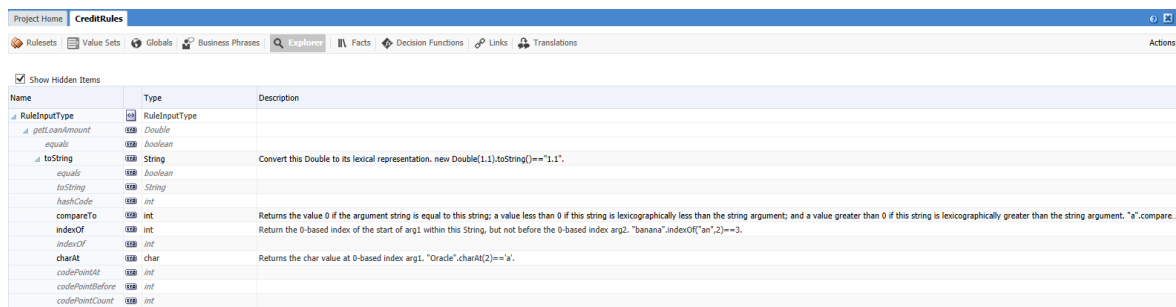 Project Home CreditRules
Rulesets Value Sets Globals Business Phrases Explorer Facts Decision Functions Links Translations Actions
Show Hidden Items
Name Type Description
RuleInputType RuleInputType
getLoanAmount Double
equals boolean
toString String Convert this Double to its lexical representation. new Double(1.1).toString()=="1.1".
equals boolean
toString String
hashCode int
compareTo int Returns the value 0 if the argument string is equal to this string; a value less than 0 if this string is lexicographically less than the string argument; and a value greater than 0 if this string is lexicographically greater than the string argument. "a".compare...
indexOf int Return the 0-based index of the start of arg1 within this String, but not before the 0-based index arg2. "banana".indexOf("an",2)==3.
indexOf int
charAt char Returns the char value at 0-based index arg1. "Oracle".charAt(2)=='a'.
codePointAt int
codePointBefore int
codePointCount int